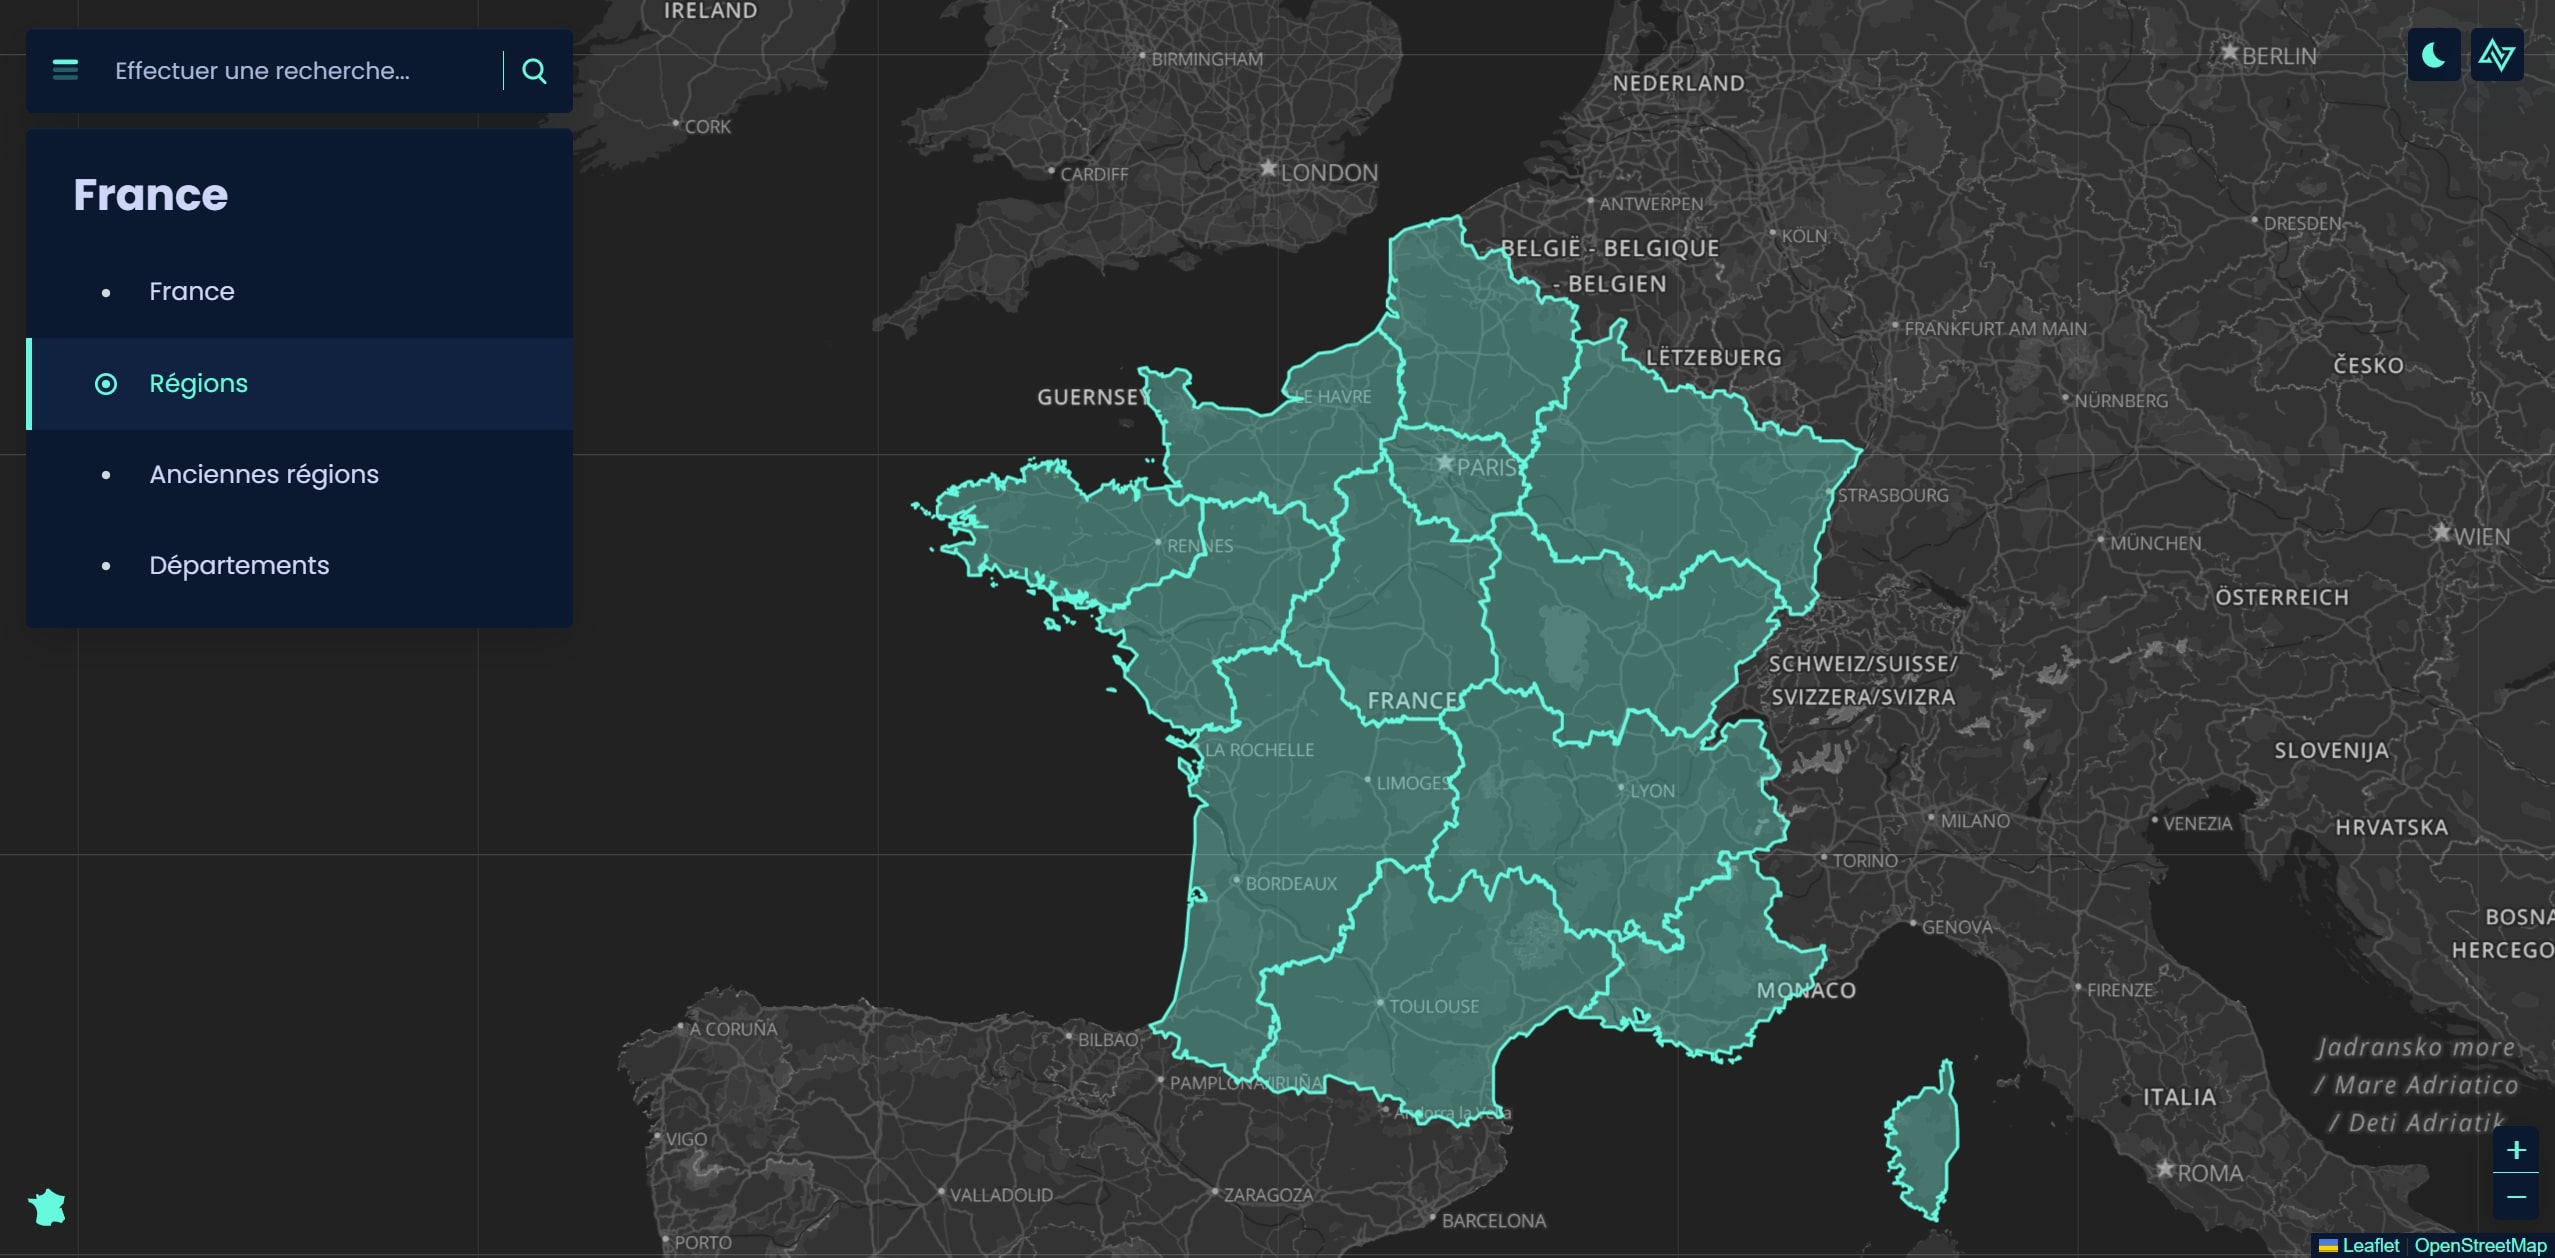 Effectuer une recherche...
France
France
Régions
Anciennes régions
Départements
IRELAND
BIRMINGHAM
CORK
CARDIFF
LONDON
NEDERLAND
BERLIN
ANTWERPEN
BELGIË - BELGIQUE
- BELGIEN
KÖLN
DRESDEN
FRANKFURT AM MAIN
LËTZEBUERG
ČESKO
GUERNSEY
LE HAVRE
NÜRNBERG
PARIS
STRASBOURG
RENNES
MÜNCHEN
WIEN
ÖSTERREICH
SCHWEIZ/SUISSE/
SVIZZERA/SVIZRA
FRANCE
LA ROCHELLE
SLOVENIJA
LIMOGES
LYON
MILANO
VENEZIA
HRVATSKA
TORINO
BORDEAUX
BOSNA
HERCEGO
GENOVA
MONACO
FIRENZE
TOULOUSE
A CORUÑA
BILBAO
Jadransko more
/ Mare Adriatico
/ Deti Adriatik
PAMPLONA/IRUÑA
Andorra la Vella
ITALIA
VIGO
ROMA
VALLADOLID
ZARAGOZA
BARCELONA
PORTO
+
−
Leaflet | OpenStreetMap